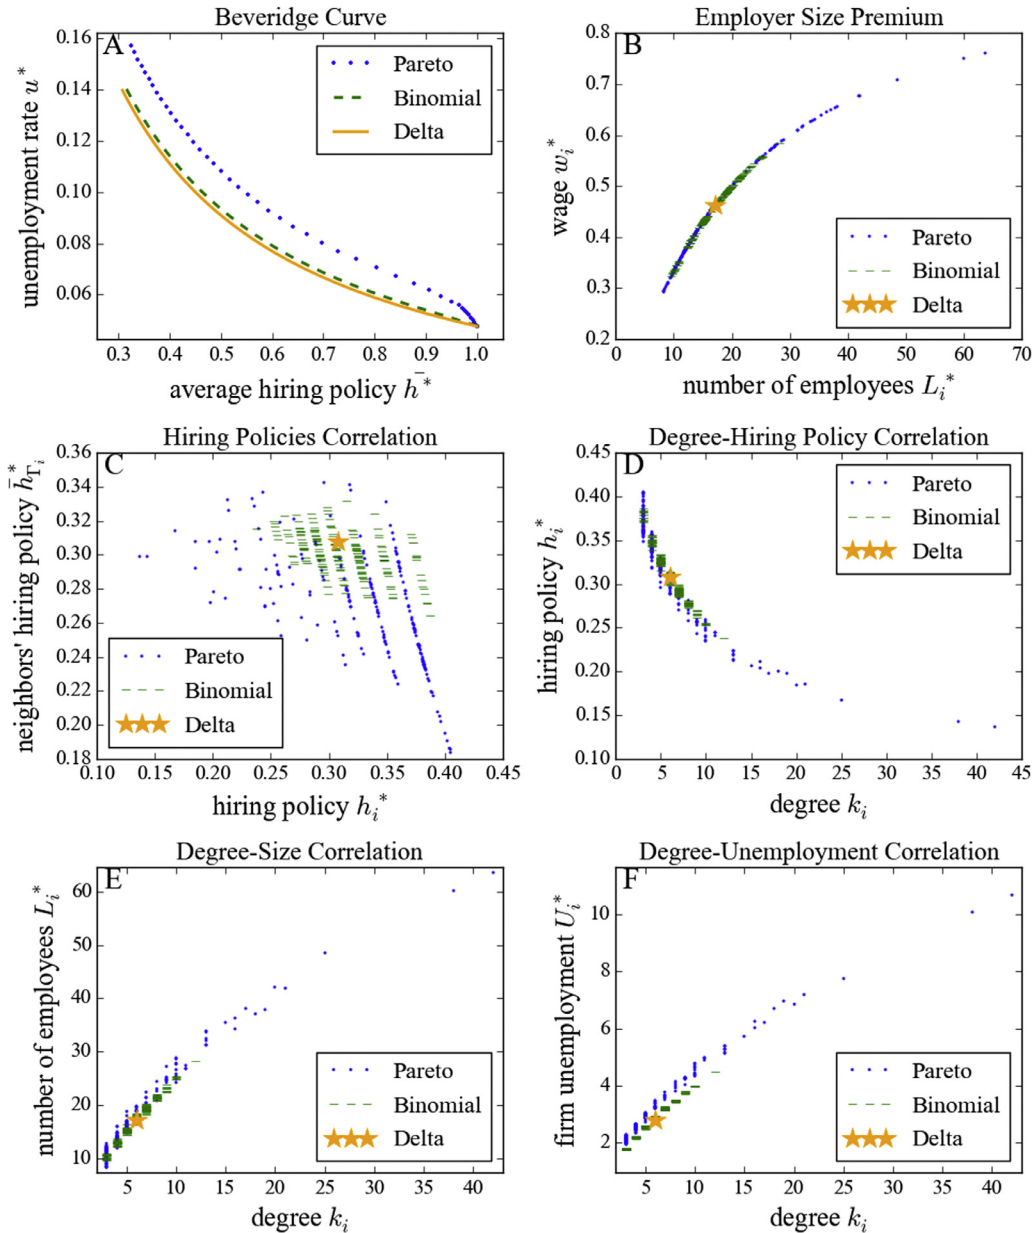 Beveridge Curve
A
0.16
0.14
0.12
0.10
0.08
0.06
unemployment rate u*
Pareto
Binomial
Delta
0.3 0.4 0.5 0.6 0.7 0.8 0.9 1.0
average hiring policy h̄*
Employer Size Premium
B
0.8
0.7
0.6
0.5
0.4
0.3
0.2
wage w_i*
Pareto
Binomial
Delta
0 10 20 30 40 50 60 70
number of employees L_i*
Hiring Policies Correlation
C
0.36
0.34
0.32
0.30
0.28
0.26
0.24
0.22
0.20
0.18
neighbors' hiring policy h̄_Γi*
Pareto
Binomial
Delta
0.10 0.15 0.20 0.25 0.30 0.35 0.40 0.45
hiring policy h_i*
Degree-Hiring Policy Correlation
D
0.45
0.40
0.35
0.30
0.25
0.20
0.15
0.10
hiring policy h_i*
Pareto
Binomial
Delta
0 5 10 15 20 25 30 35 40 45
degree k_i
Degree-Size Correlation
E
60
50
40
30
20
10
number of employees L_i*
Pareto
Binomial
Delta
5 10 15 20 25 30 35 40
degree k_i
Degree-Unemployment Correlation
F
10
8
6
4
2
firm unemployment U_i*
Pareto
Binomial
Delta
5 10 15 20 25 30 35 40
degree k_i